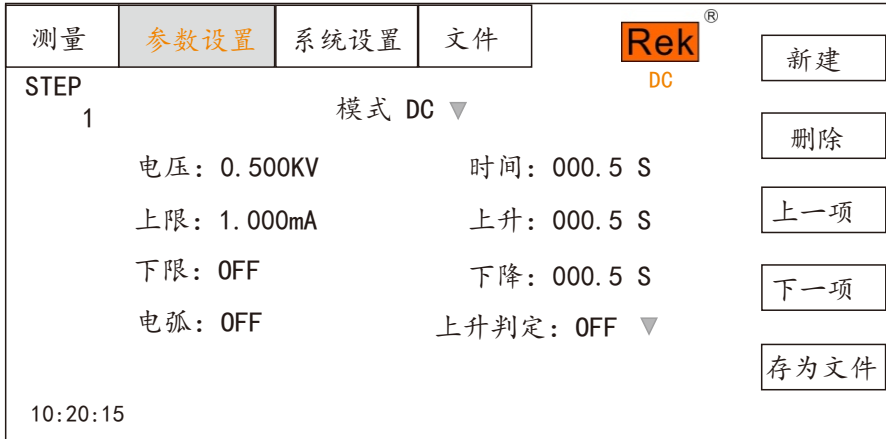 测量 参数设置 系统设置 文件 Rek®
DC
新建
STEP
1
模式 DC ▼
删除
电压: 0.500KV 时间: 000.5 S
上限: 1.000mA 上升: 000.5 S
上一项
下限: OFF 下降: 000.5 S
下一项
电弧: OFF 上升判定: OFF ▼
存为文件
10:20:15